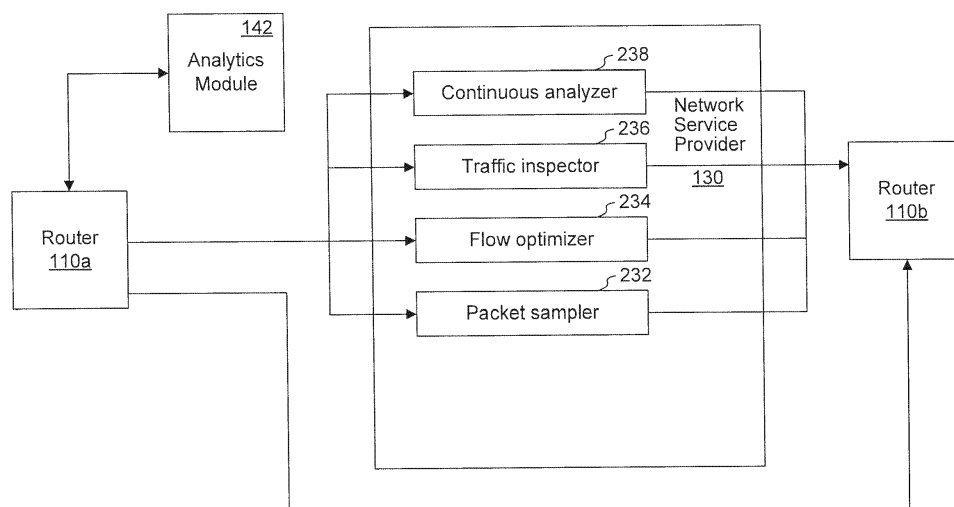 142
Analytics
Module
238
Continuous analyzer
Network
Service
Provider
130
236
Traffic inspector
234
Flow optimizer
232
Packet sampler
Router
110a
Router
110b